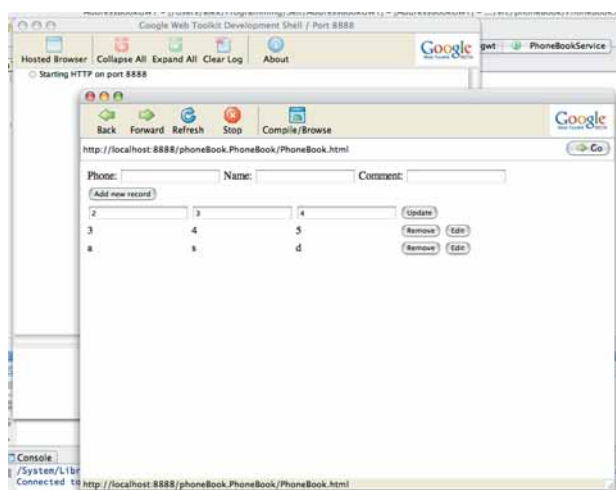 Google Web Toolkit Development Shell / Port 8888
Hosted Browser Collapse All Expand All Clear Log About
Google
gwt PhoneBookService
Starting HTTP on port 8888
Back Forward Refresh Stop Compile/Browse
Google
http://localhost:8888/phoneBook.PhoneBook/PhoneBook.html Go
Phone: Name: Comment:
Add new record
2 3 4 Update
3 4 5 Remove Edit
a s d Remove Edit
Console
/System/Libr
Connected to
http://localhost:8888/phoneBook.PhoneBook/PhoneBook.html